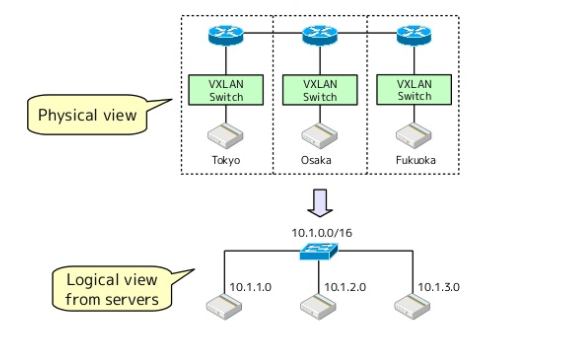 VXLAN
Switch
VXLAN
Switch
VXLAN
Switch
Physical view
Tokyo
Osaka
Fukuoka
10.1.0.0/16
Logical view
from servers
10.1.1.0
10.1.2.0
10.1.3.0